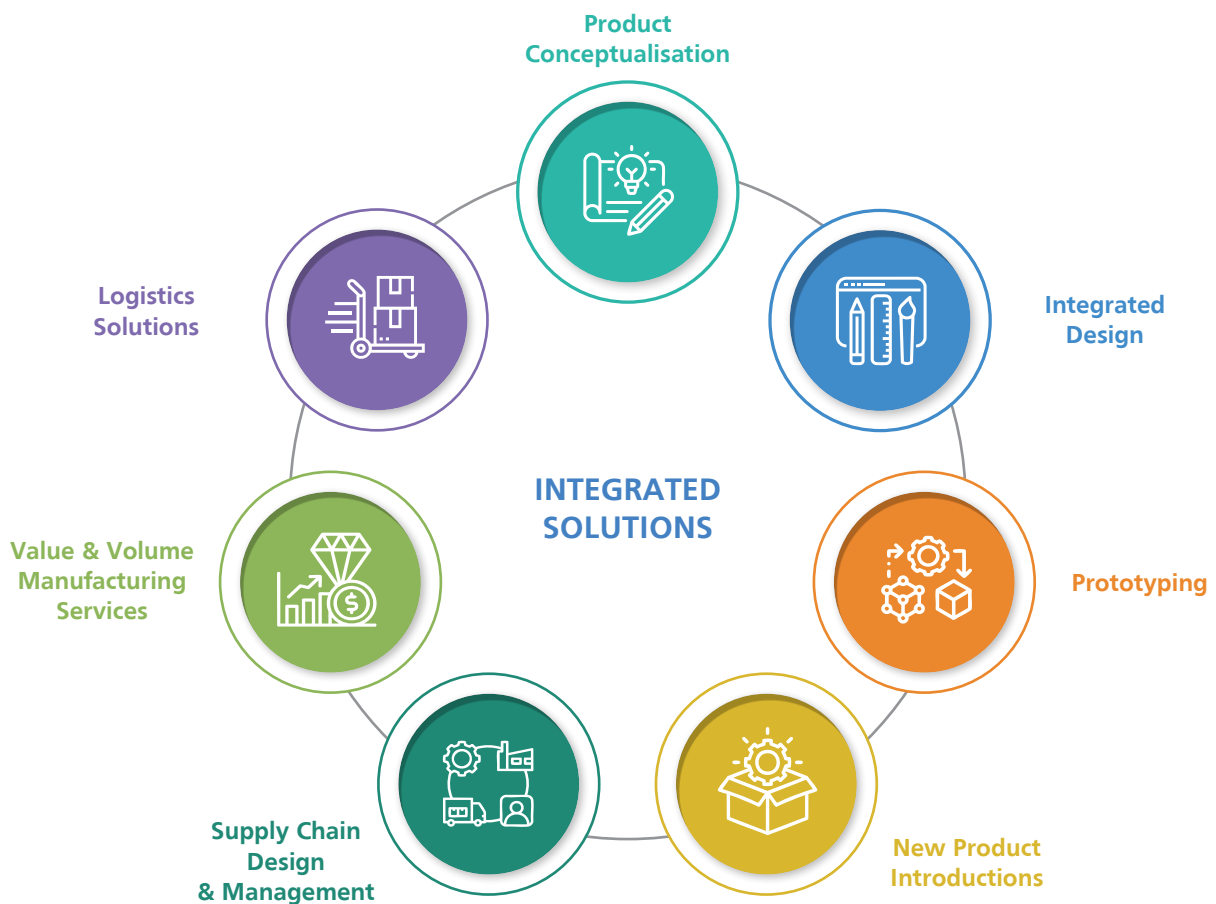 Product
Conceptualisation
Integrated
Design
Prototyping
New Product
Introductions
Supply Chain
Design
& Management
Value & Volume
Manufacturing
Services
Logistics
Solutions
INTEGRATED
SOLUTIONS
$